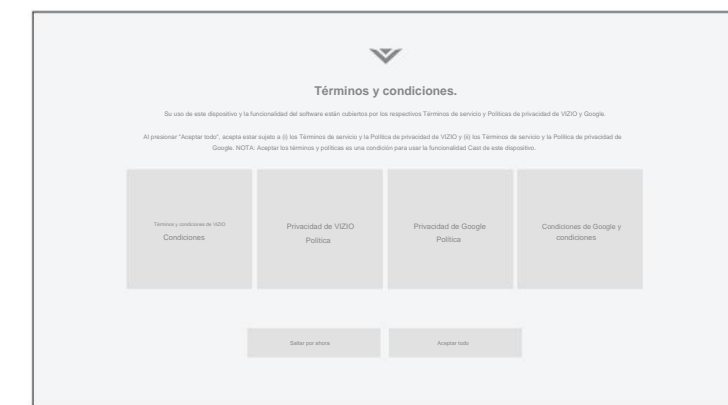 Términos y condiciones.
Su uso de este dispositivo y la funcionalidad del software están cubiertos por los respectivos Términos de servicio y Políticas de privacidad de VIZIO y Google.
Al presionar "Aceptar todo", acepta estar sujeto a (i) los Términos de servicio y la Política de privacidad de VIZIO y (ii) los Términos de servicio y la Política de privacidad de
Google. NOTA: Aceptar los términos y políticas es una condición para usar la funcionalidad Cast de este dispositivo.
Términos y condiciones de VIZIO
Condiciones
Privacidad de VIZIO
Política
Privacidad de Google
Política
Condiciones de Google y
condiciones
Saltar por ahora
Aceptar todo